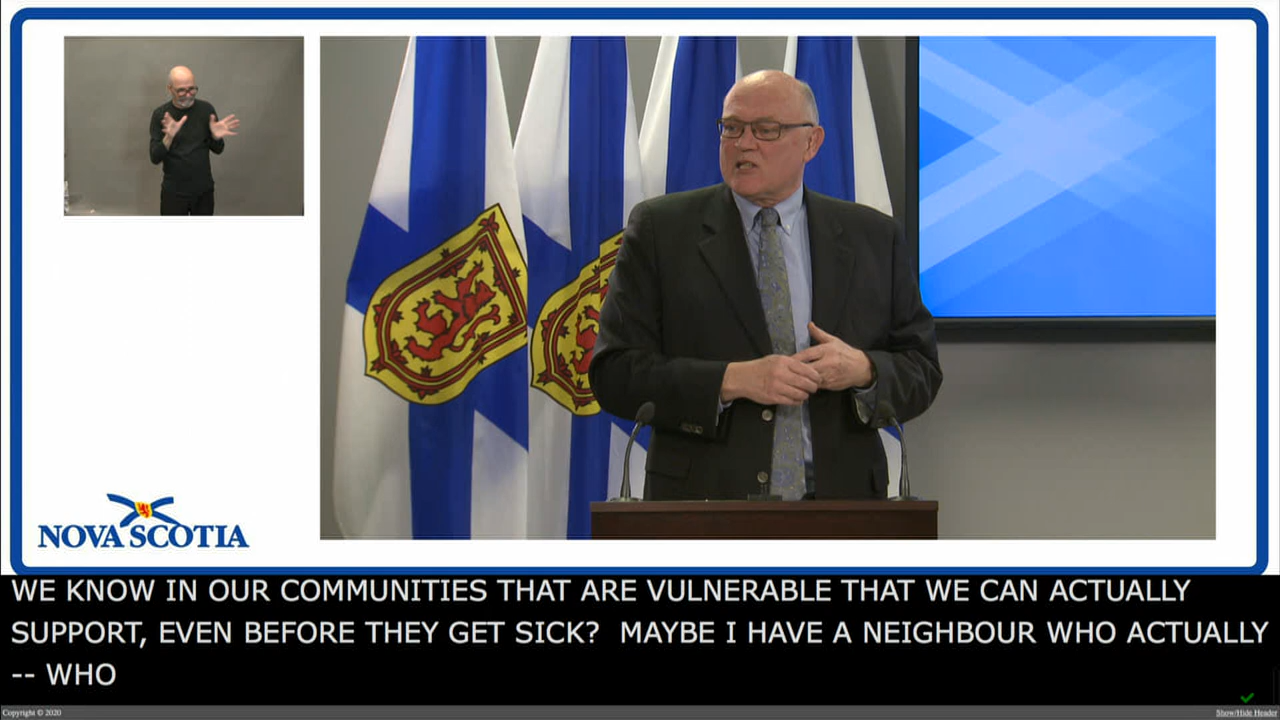 NOVA SCOTIA
WE KNOW IN OUR COMMUNITIES THAT ARE VULNERABLE THAT WE CAN ACTUALLY
SUPPORT, EVEN BEFORE THEY GET SICK?  MAYBE I HAVE A NEIGHBOUR WHO ACTUALLY
-- WHO
Copyright © 2020
Show/Hide Header